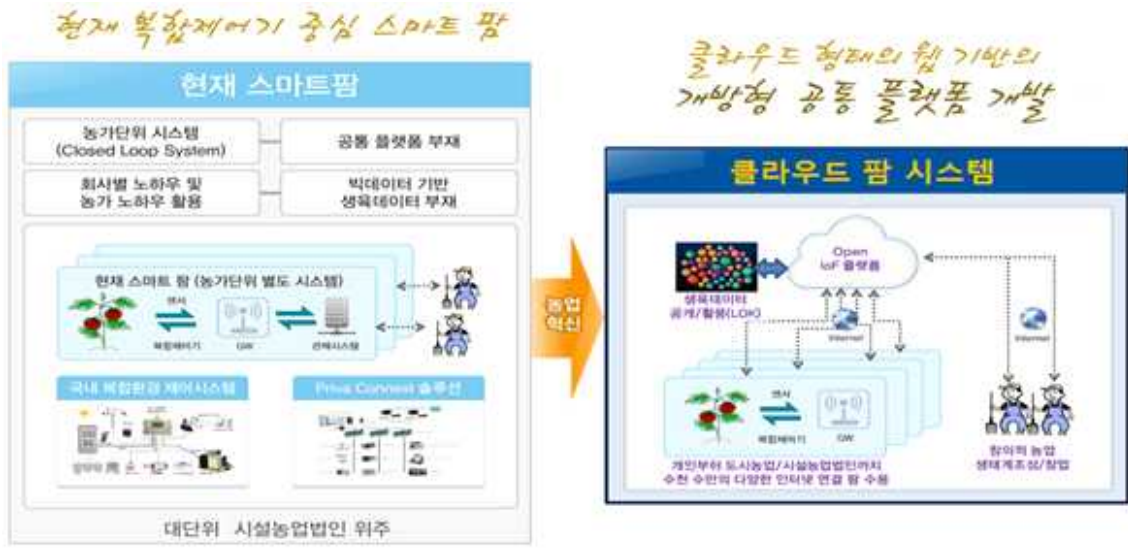 현재 복합제어기 중심 스마트 팜
현재 스마트팜
농가단위 시스템
(Closed Loop System)
공통 플랫폼 부재
회사별 노하우 및
농가 노하우 활용
빅데이터 기반
생육데이터 부재
현재 스마트 팜 (농가단위 별도 시스템)
센서
복합제어기
GW
관제시스템
국내 복합환경 제어시스템
Priva Connext 솔루션
대단위 시설농업법인 위주
농업
혁신
클라우드 형태의 웹 기반의
개방형 공통 플랫폼 개발
클라우드 팜 시스템
Open
IoF 플랫폼
생육데이터
공개/활용(LOK)
Internet
Internet
센서
복합제어기
GW
개인부터 도시농업/시설농업법인까지
수천 수만의 다양한 인터넷 연결 팜 수용
창의적 농업
생태계조성/창업